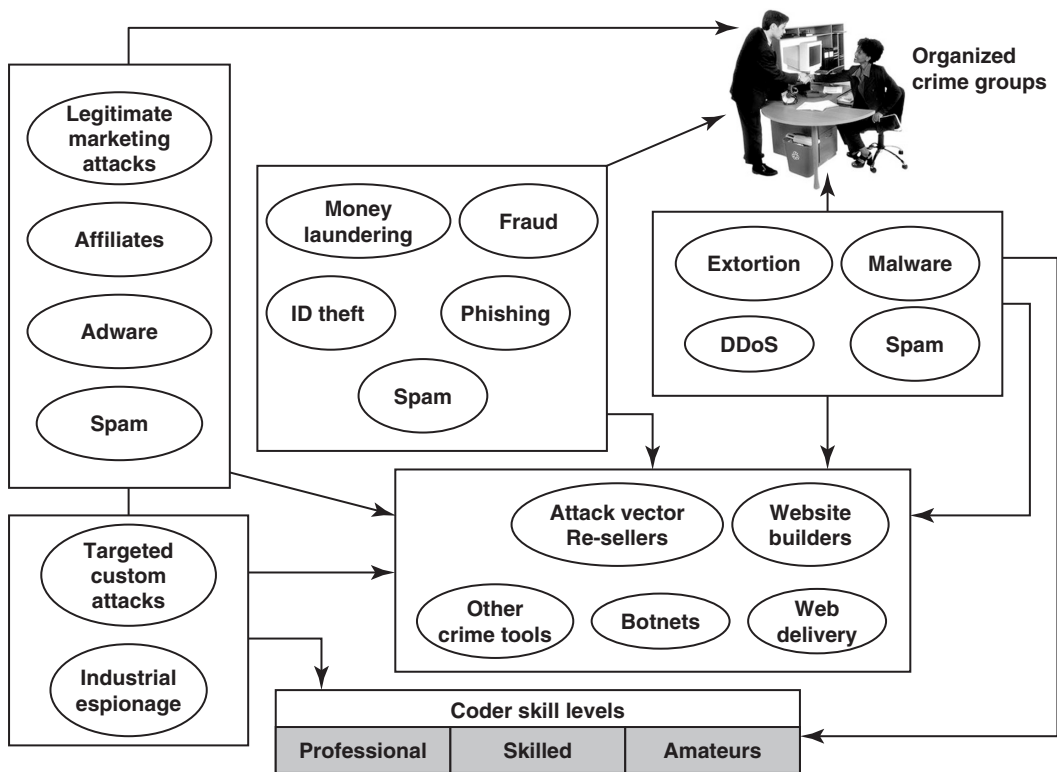 Organized
crime groups
Legitimate
marketing
attacks
Affiliates
Adware
Spam
Money
laundering
Fraud
ID theft
Phishing
Spam
Extortion
Malware
DDoS
Spam
Targeted
custom
attacks
Industrial
espionage
Attack vector
Re-sellers
Website
builders
Other
crime tools
Botnets
Web
delivery
Coder skill levels
Professional
Skilled
Amateurs